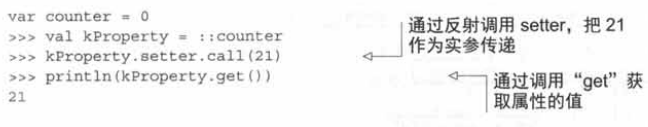 var counter = 0
>>> val kProperty = ::counter
>>> kProperty.setter.call(21)
>>> println(kProperty.get())
21
通过反射调用 setter，把 21
作为实参传递
通过调用“get”获
取属性的值